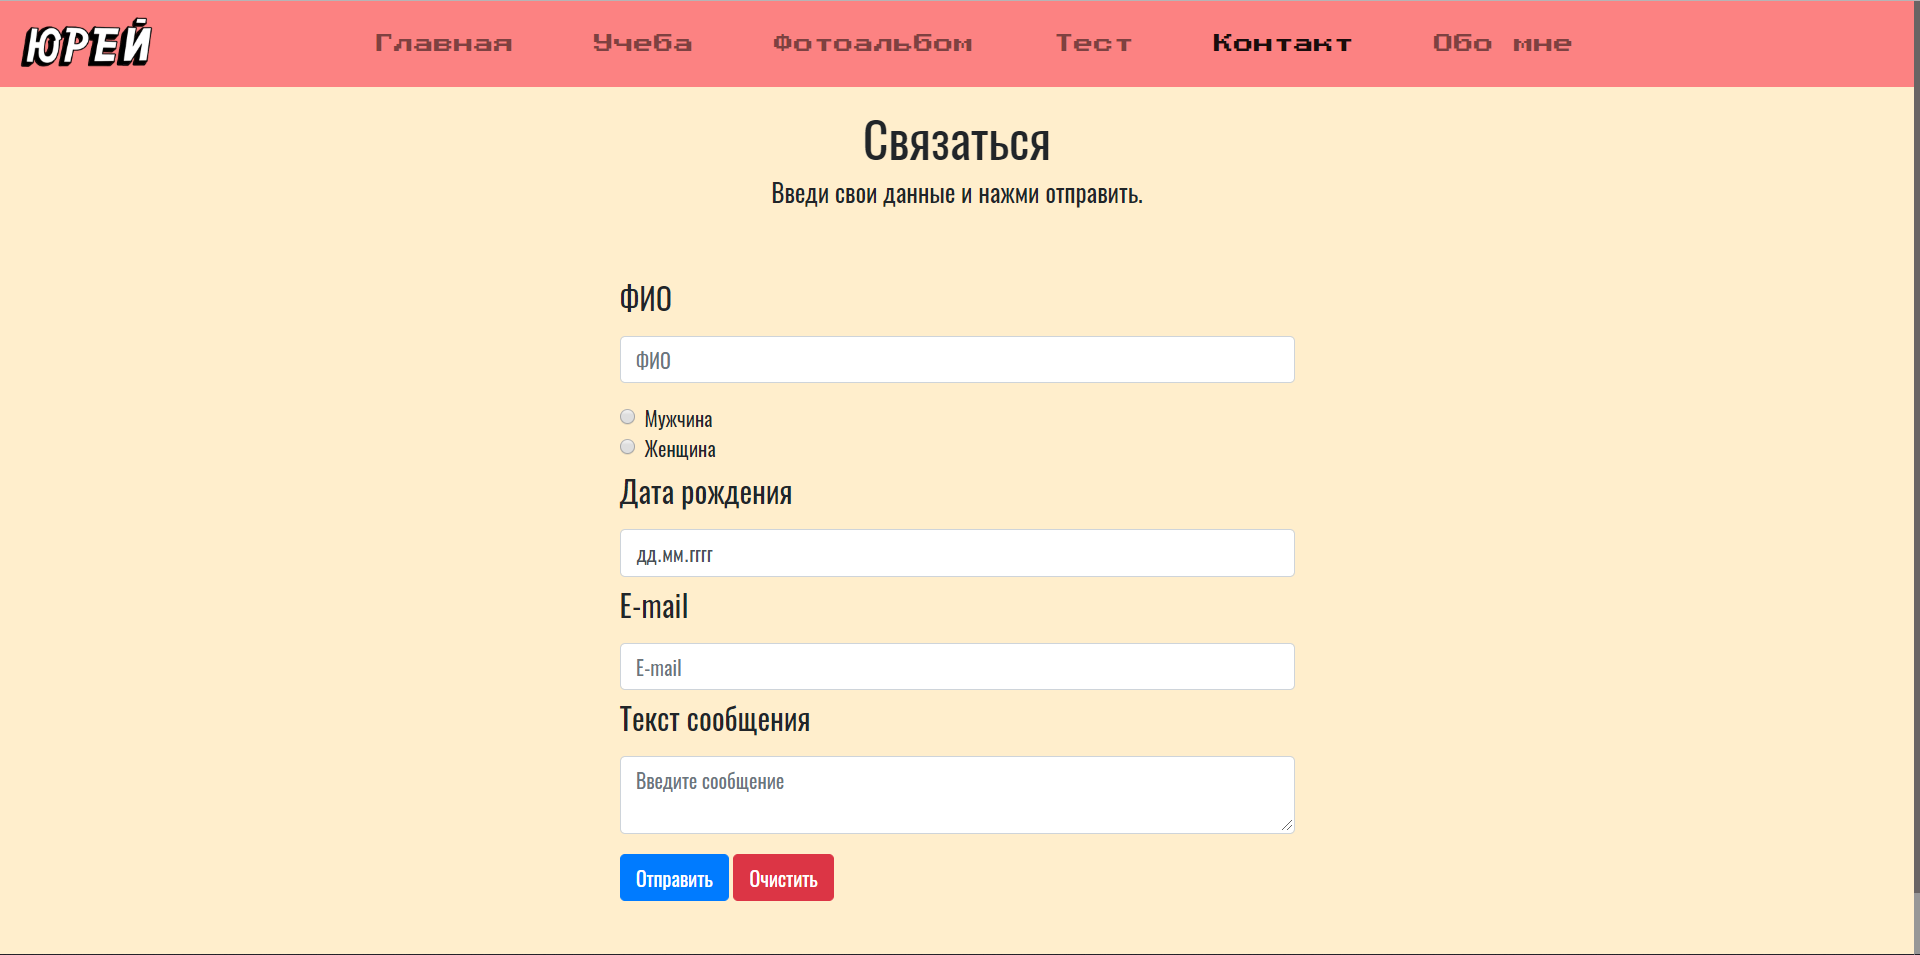 ЮРЕЙ
Главная Учеба Фотоальбом Тест Контакт Обо мне
Связаться
Введи свои данные и нажми отправить.
ФИО
ФИО
Мужчина
Женщина
Дата рождения
дд.мм.гггг
E-mail
E-mail
Текст сообщения
Введите сообщение
Отправить Очистить